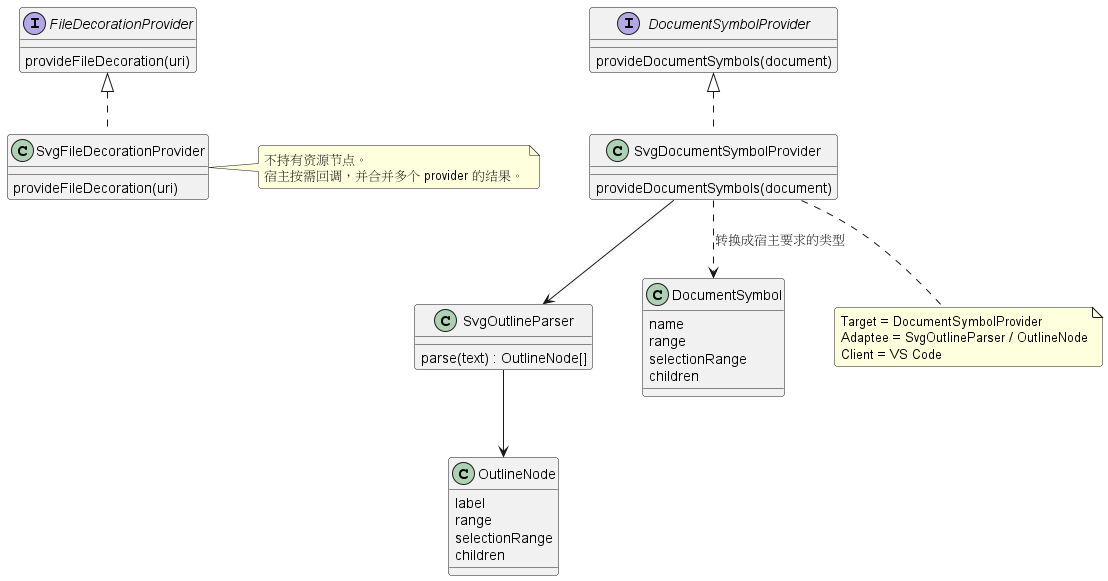 FileDecorationProvider
provideFileDecoration(uri)
DocumentSymbolProvider
provideDocumentSymbols(document)
SvgFileDecorationProvider
provideFileDecoration(uri)
不持有资源节点。
宿主按需回调，并合并多个 provider 的结果。
SvgDocumentSymbolProvider
provideDocumentSymbols(document)
转换成宿主要求的类型
SvgOutlineParser
parse(text) : OutlineNode[]
DocumentSymbol
name
range
selectionRange
children
Target = DocumentSymbolProvider
Adaptee = SvgOutlineParser / OutlineNode
Client = VS Code
OutlineNode
label
range
selectionRange
children